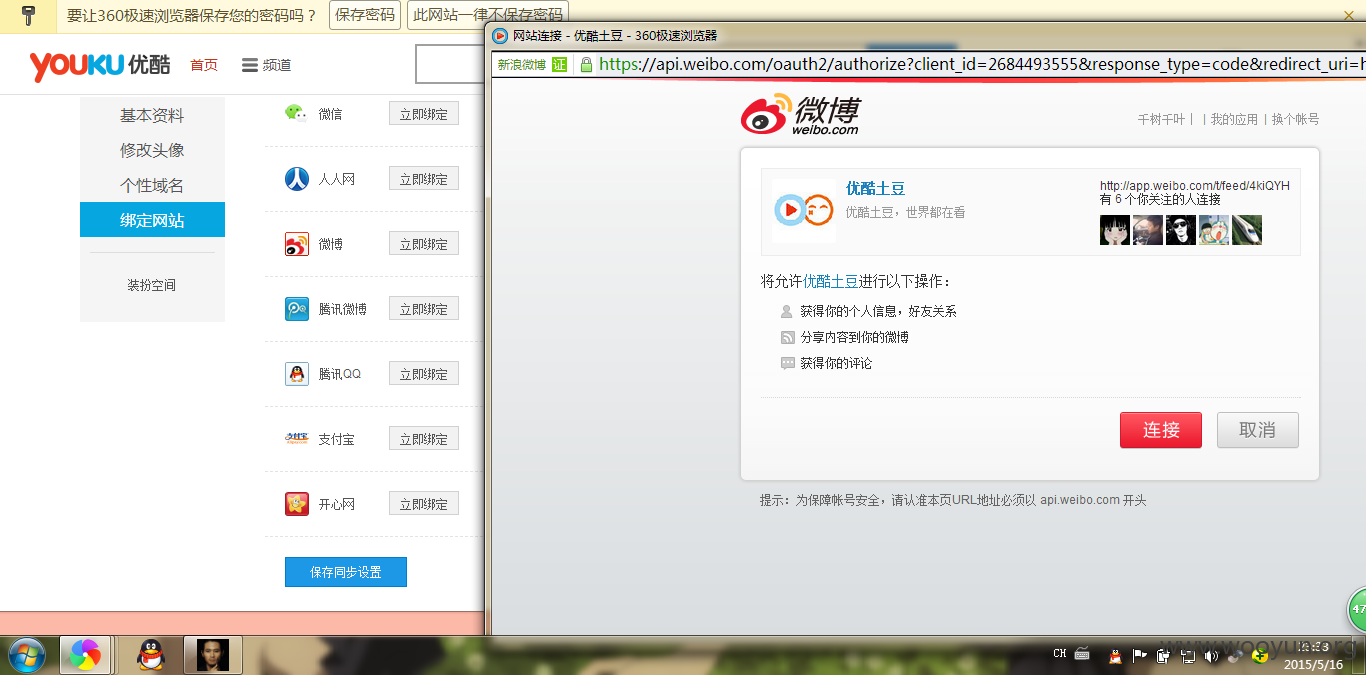 要让360极速浏览器保存您的密码吗？ 保存密码 此网站一律不保存密码
YOUKU 优酷 首页 频道
基本资料
修改头像
个性域名
绑定网站
装扮空间
微信 立即绑定
人人网 立即绑定
微博 立即绑定
腾讯微博 立即绑定
腾讯QQ 立即绑定
支付宝 支付宝 立即绑定
开心网 立即绑定
保存同步设置
网站连接 - 优酷土豆 - 360极速浏览器
新浪微博 证 https://api.weibo.com/oauth2/authorize?client_id=2684493555&response_type=code&redirect_uri=h
微博
weibo.com
千树千叶 | | 我的应用 | 换个帐号
优酷土豆
优酷土豆，世界都在看
http://app.weibo.com/t/feed/4kiQYH
有 6 个你关注的人连接
将允许优酷土豆进行以下操作：
获得你的个人信息，好友关系
分享内容到你的微博
获得你的评论
连接 取消
提示：为保障帐号安全，请认准本页URL地址必须以 api.weibo.com 开头
47
CH
www.wooyun.org
2015/5/16